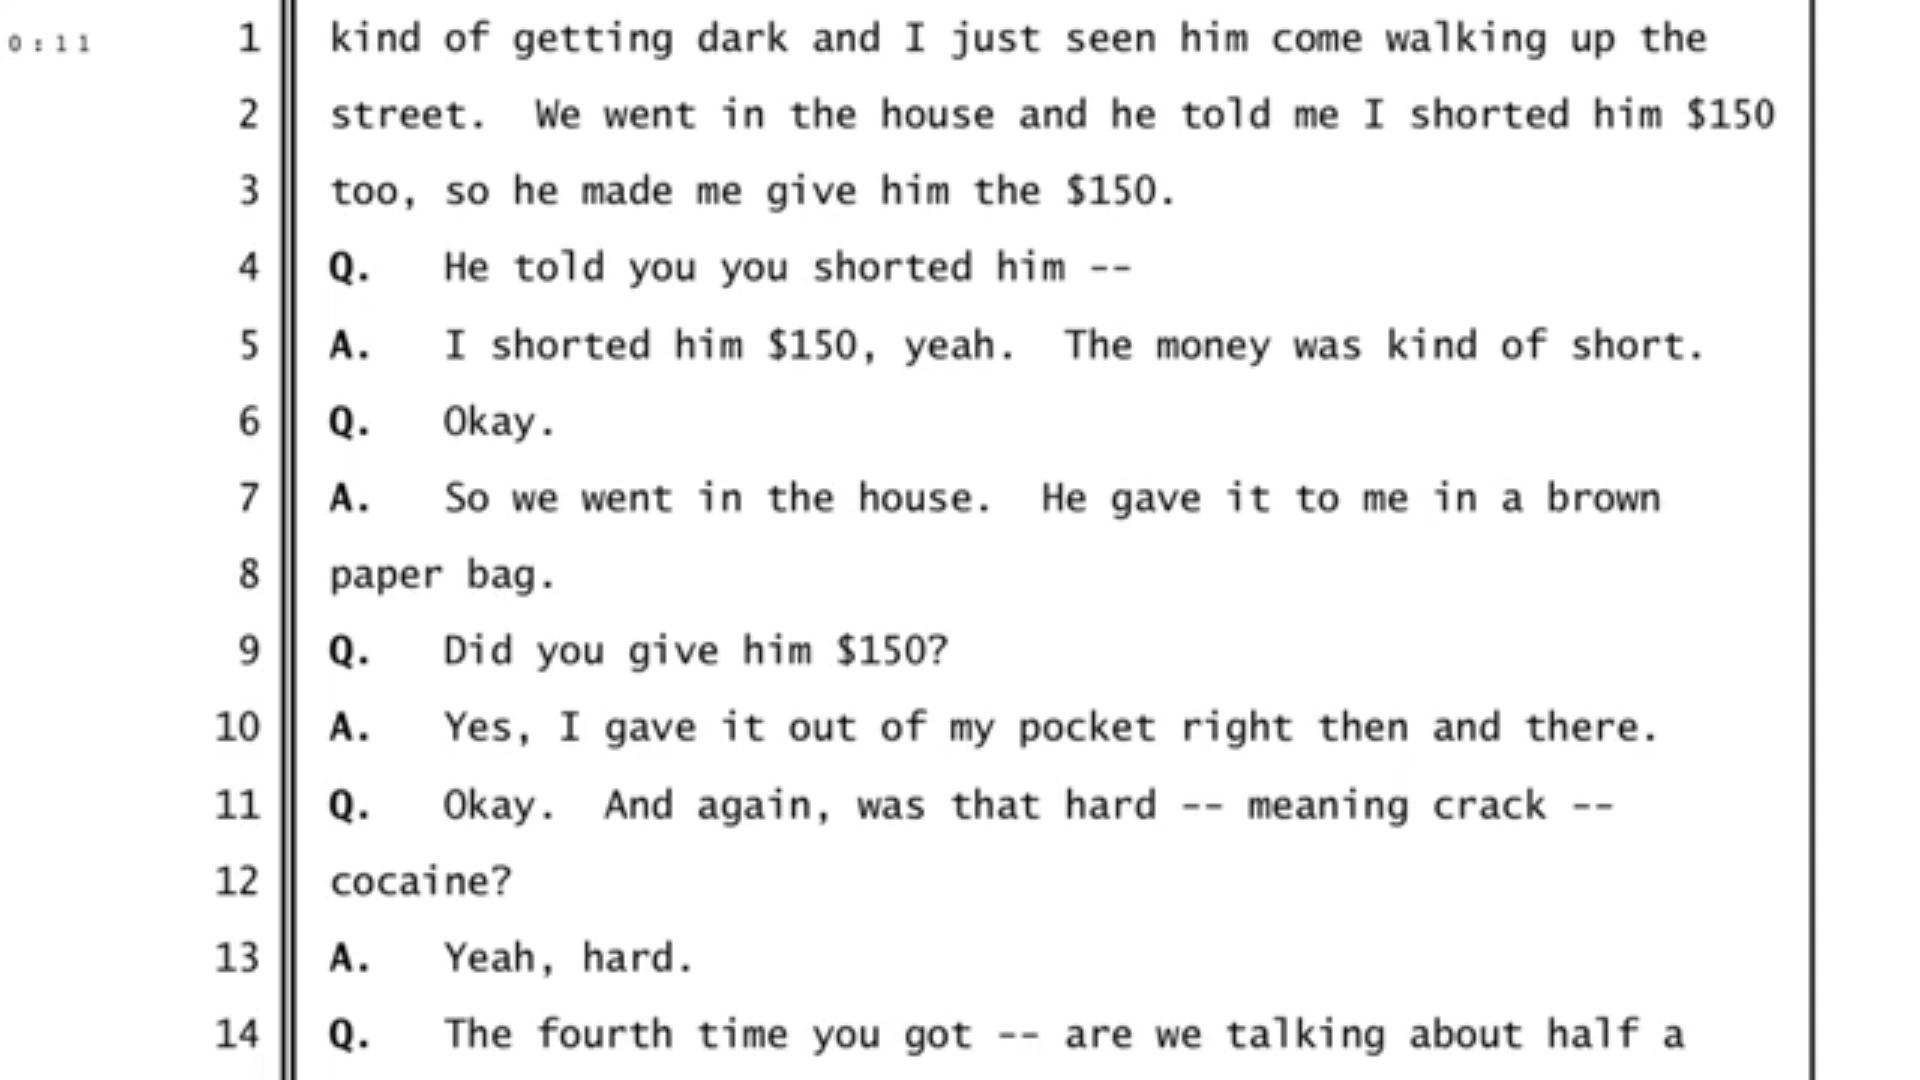 0:11
1 kind of getting dark and I just seen him come walking up the
2 street.  We went in the house and he told me I shorted him $150
3 too, so he made me give him the $150.
4 Q.   He told you you shorted him --
5 A.   I shorted him $150, yeah.  The money was kind of short.
6 Q.   Okay.
7 A.   So we went in the house.  He gave it to me in a brown
8 paper bag.
9 Q.   Did you give him $150?
10 A.   Yes, I gave it out of my pocket right then and there.
11 Q.   Okay.  And again, was that hard -- meaning crack --
12 cocaine?
13 A.   Yeah, hard.
14 Q.   The fourth time you got -- are we talking about half a